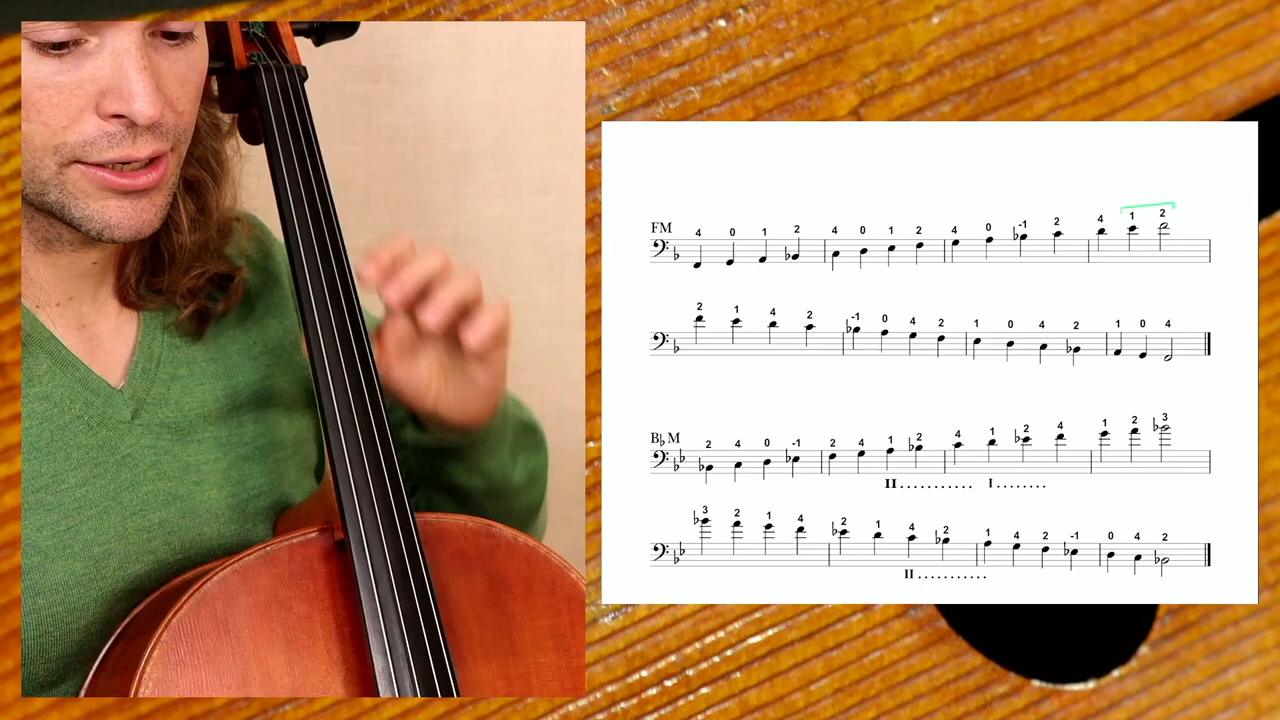 FM
4 0 1 2 4 0 1 2 4 0 -1 2 4 1 2
2 1 4 2 -1 0 4 2 1 0 4 2 1 0 4
B♭M
2 4 0 -1 2 4 1 2 4 1 2 4 1 2 3
II........... I........
3 2 1 4 2 1 4 2 1 4 2 -1 0 4 2
II...........